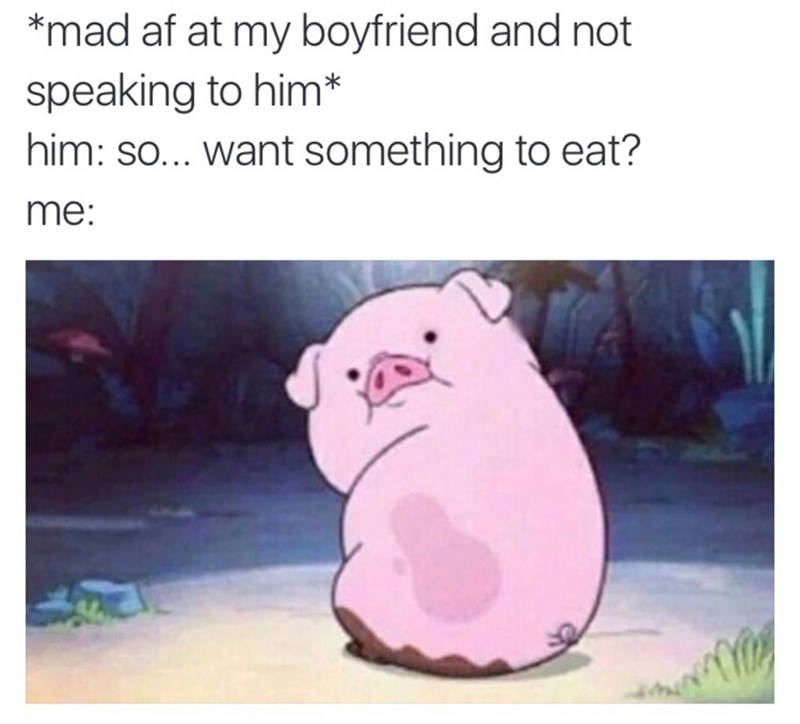 *mad af at my boyfriend and not
speaking to him*
him: so... want something to eat?
me: